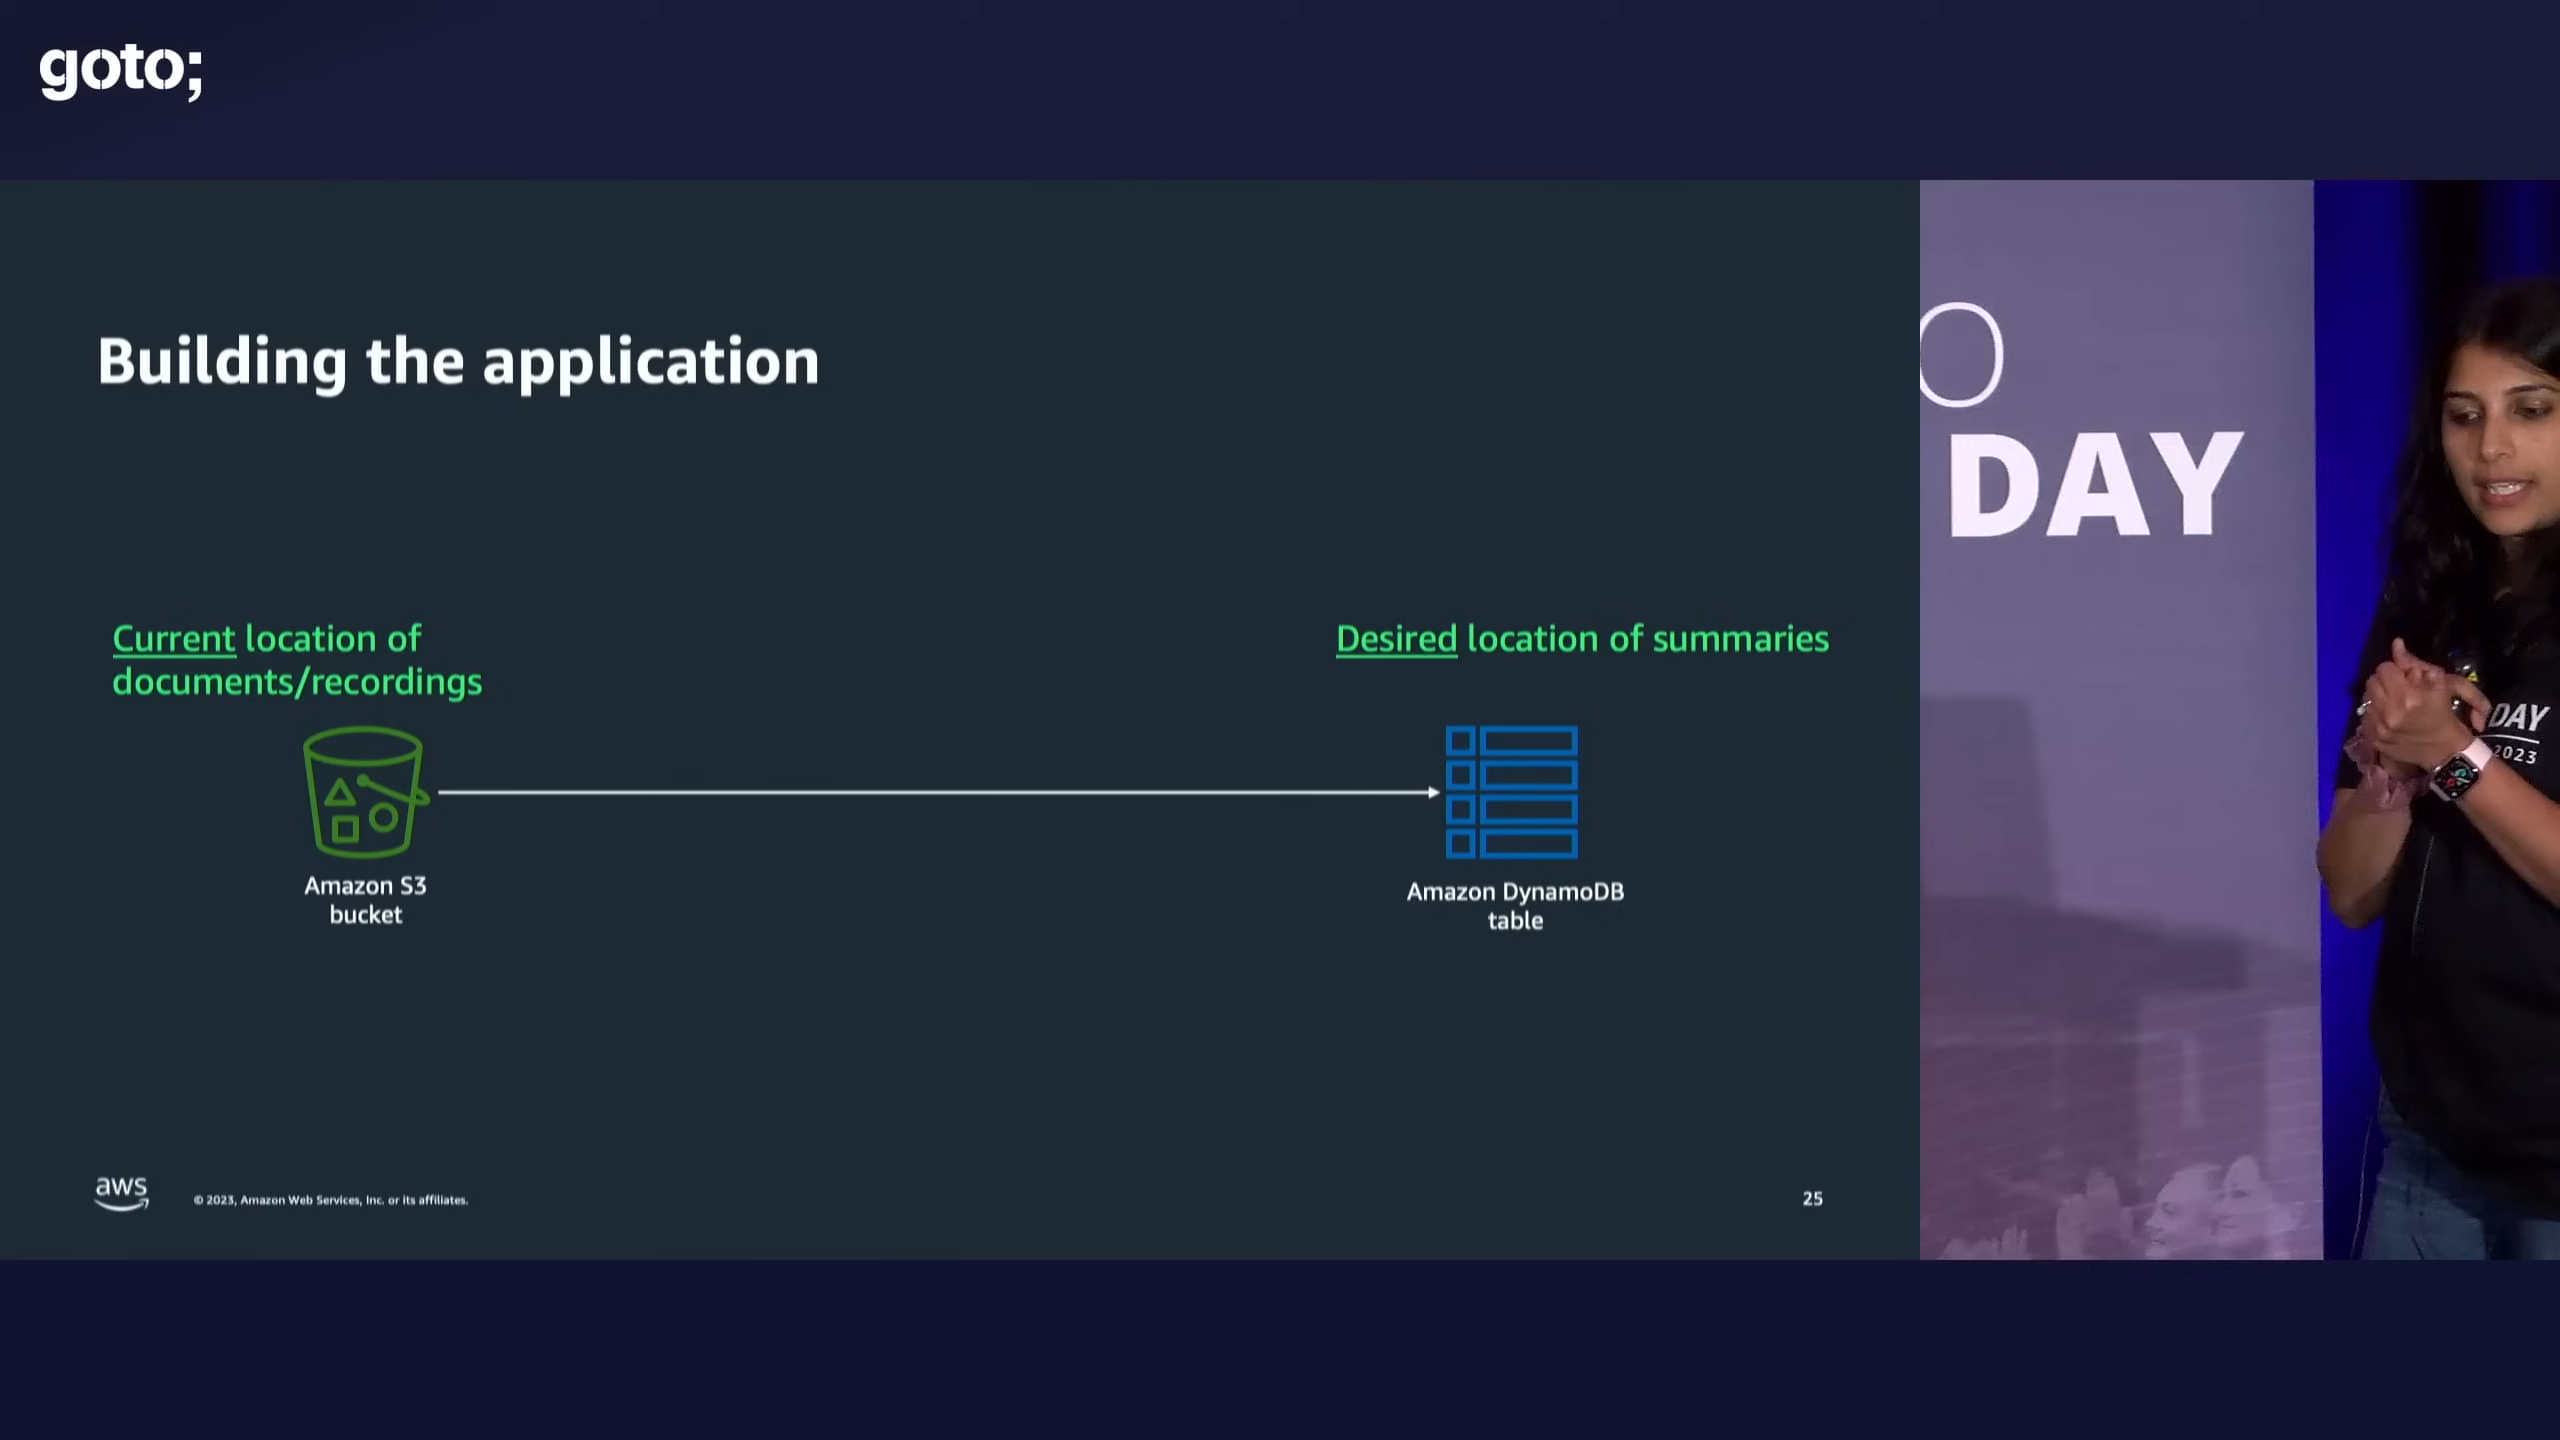 goto;
Building the application
Current location of
documents/recordings
Desired location of summaries
Amazon S3
bucket
Amazon DynamoDB
table
aws
© 2023, Amazon Web Services, Inc. or its affiliates.
25
O
DAY
DAY
2023